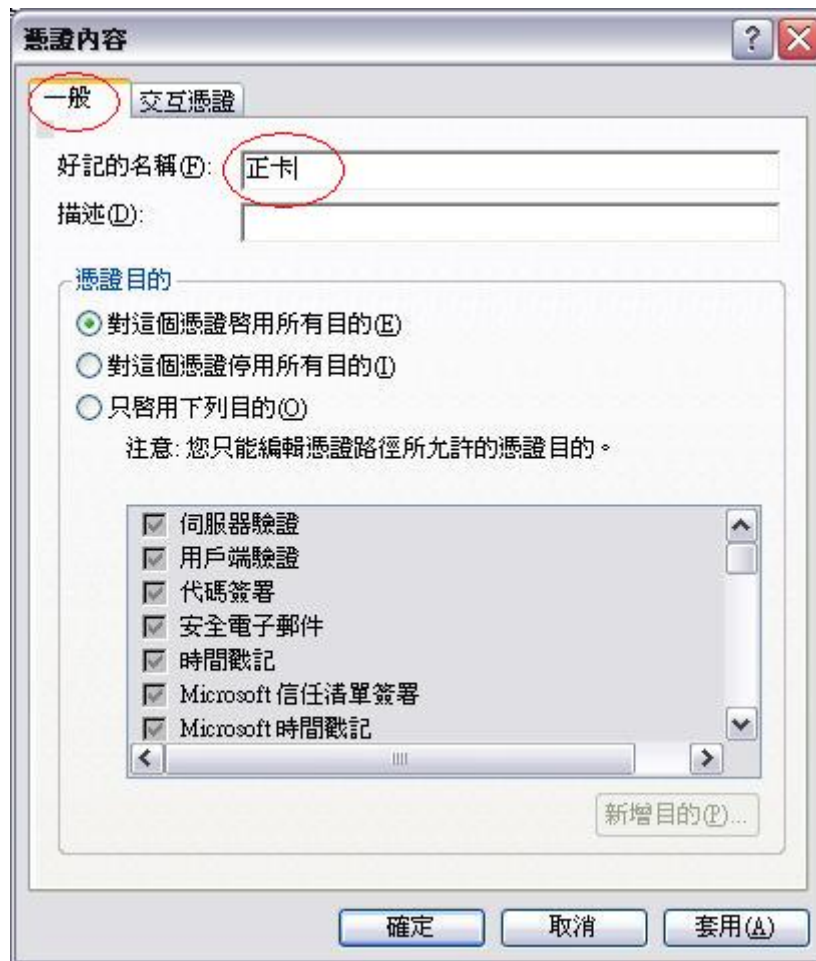 憑證內容
一般 交互憑證
好記的名稱(F): 正卡
描述(D):
憑證目的
對這個憑證啓用所有目的(E)
對這個憑證停用所有目的(I)
只啓用下列目的(O)
注意: 您只能編輯憑證路徑所允許的憑證目的。
伺服器驗證
用戶端驗證
代碼簽署
安全電子郵件
時間戳記
Microsoft 信任清單簽署
Microsoft 時間戳記
新增目的(P)...
確定 取消 套用(A)